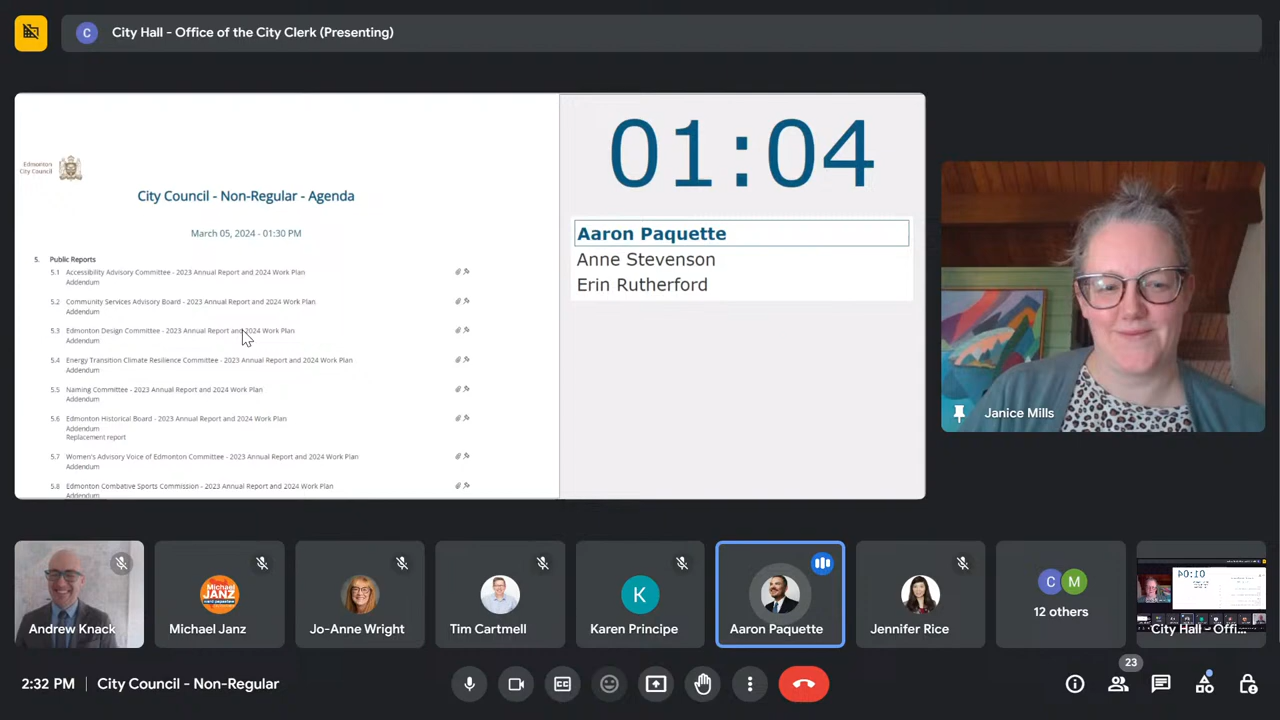 City Hall - Office of the City Clerk (Presenting)
C
Edmonton
City Council
City Council - Non-Regular - Agenda
March 05, 2024 - 01:30 PM
5. Public Reports
5.1 Accessibility Advisory Committee - 2023 Annual Report and 2024 Work Plan
Addendum
5.2 Community Services Advisory Board - 2023 Annual Report and 2024 Work Plan
Addendum
5.3 Edmonton Design Committee - 2023 Annual Report and 2024 Work Plan
Addendum
5.4 Energy Transition Climate Resilience Committee - 2023 Annual Report and 2024 Work Plan
Addendum
5.5 Naming Committee - 2023 Annual Report and 2024 Work Plan
Addendum
5.6 Edmonton Historical Board - 2023 Annual Report and 2024 Work Plan
Addendum
Replacement report
5.7 Women's Advisory Voice of Edmonton Committee - 2023 Annual Report and 2024 Work Plan
Addendum
5.8 Edmonton Combative Sports Commission - 2023 Annual Report and 2024 Work Plan
Addendum
01:04
Aaron Paquette
Anne Stevenson
Erin Rutherford
Janice Mills
Andrew Knack
Michael JANZ
Michael Janz
Jo-Anne Wright
Tim Cartmell
K
Karen Principe
Aaron Paquette
Jennifer Rice
C M
12 others
0:10
City Hall - Offi...
2:32 PM | City Council - Non-Regular
CC
23